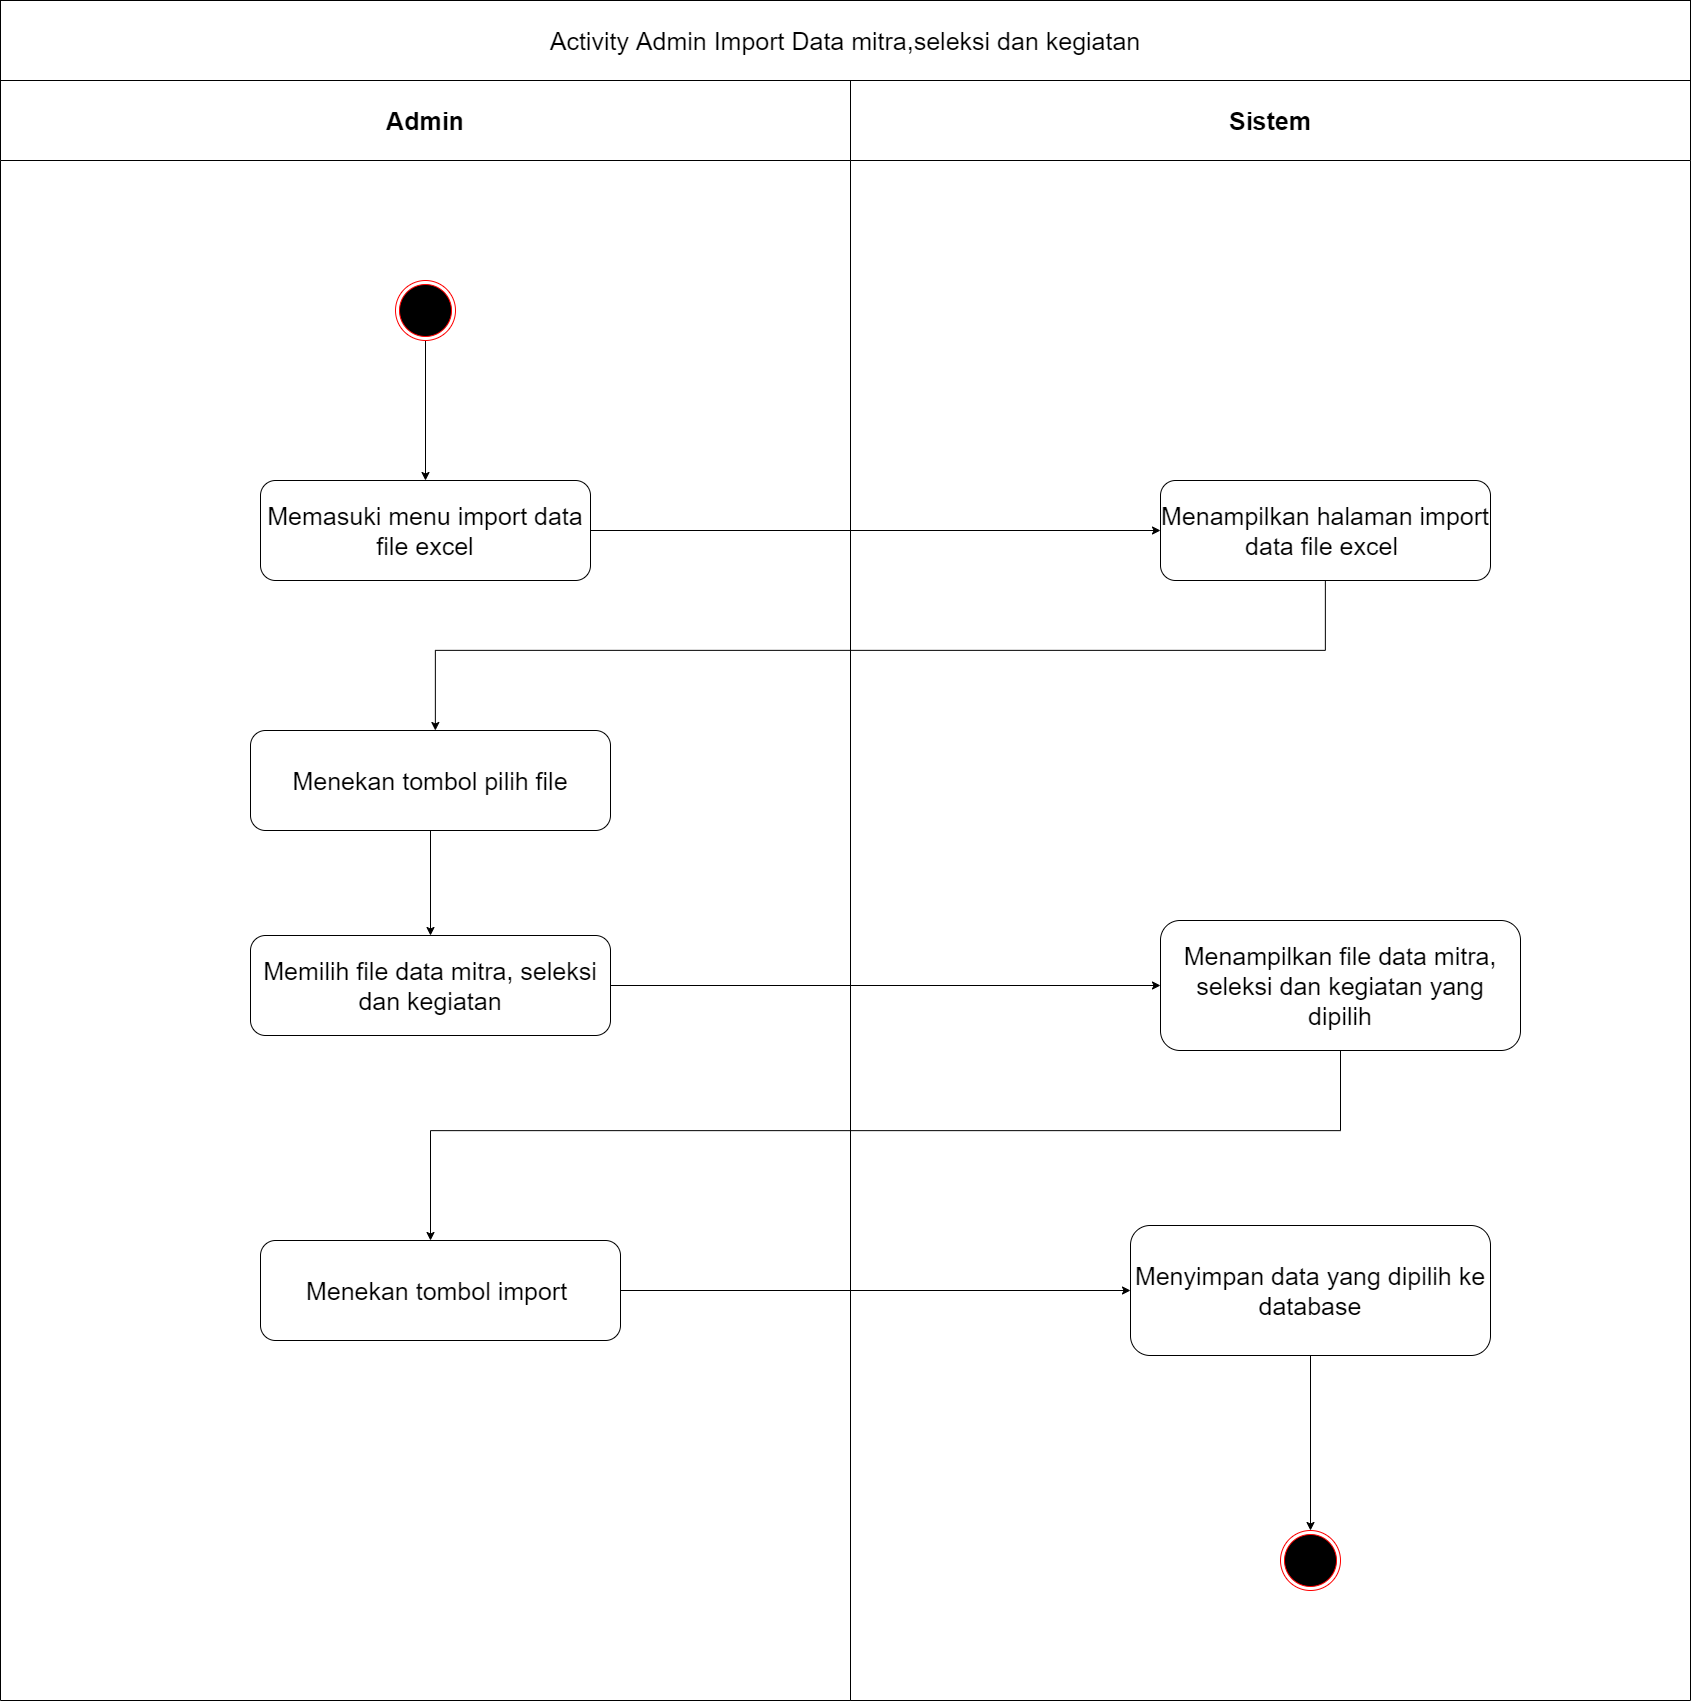 Activity Admin Import Data mitra,seleksi dan kegiatan
Admin
Sistem
Memasuki menu import data
file excel
Menampilkan halaman import
data file excel
Menekan tombol pilih file
Memilih file data mitra, seleksi
dan kegiatan
Menampilkan file data mitra,
seleksi dan kegiatan yang
dipilih
Menekan tombol import
Menyimpan data yang dipilih ke
database